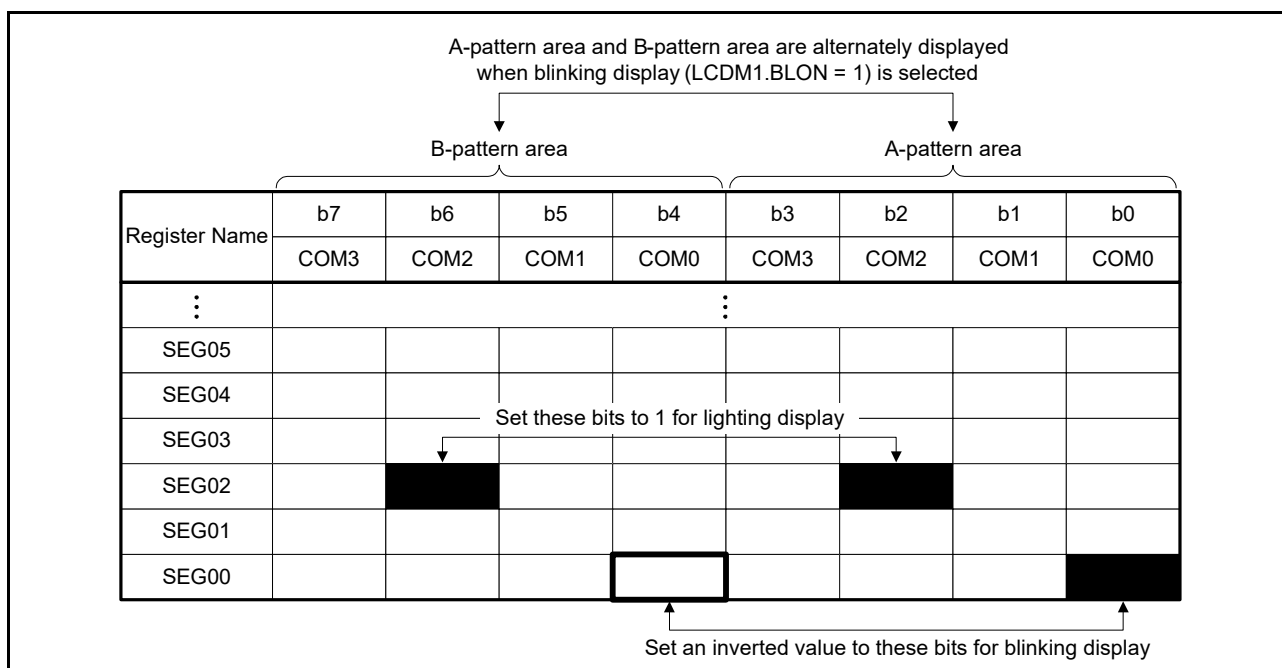 A-pattern area and B-pattern area are alternately displayed
when blinking display (LCDM1.BLON = 1) is selected
B-pattern area A-pattern area
Register Name b7 b6 b5 b4 b3 b2 b1 b0
COM3 COM2 COM1 COM0 COM3 COM2 COM1 COM0
⋮ ⋮
SEG05
SEG04
Set these bits to 1 for lighting display
SEG03
SEG02
SEG01
SEG00
Set an inverted value to these bits for blinking display